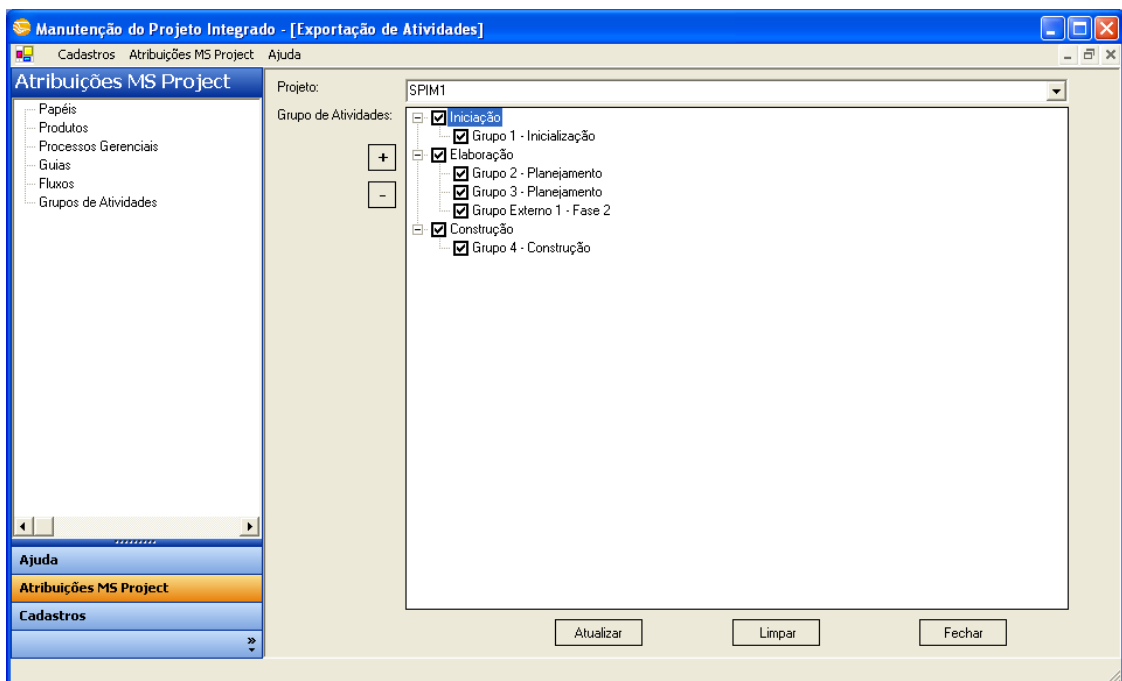 Manutenção do Projeto Integrado - [Exportação de Atividades]
Cadastros Atribuições MS Project Ajuda
Atribuições MS Project
Papéis
Produtos
Processos Gerenciais
Guias
Fluxos
Grupos de Atividades
Ajuda
Atribuições MS Project
Cadastros
Projeto:
SPIM1
Grupo de Atividades:
+
-
Iniciação
Grupo 1 - Inicialização
Elaboração
Grupo 2 - Planejamento
Grupo 3 - Planejamento
Grupo Externo 1 - Fase 2
Construção
Grupo 4 - Construção
Atualizar
Limpar
Fechar